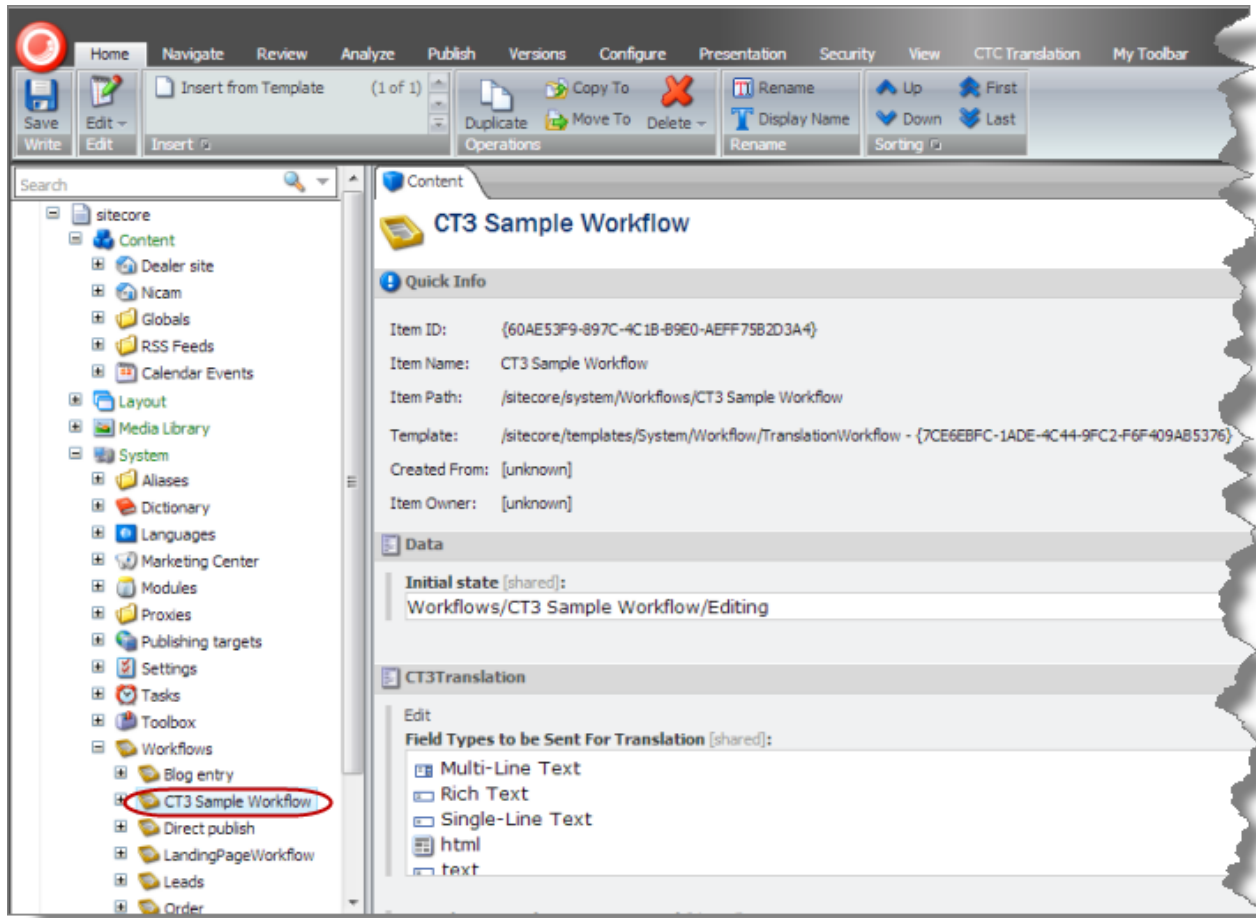 Home Navigate Review Analyze Publish Versions Configure Presentation Security View CTC Translation My Toolbar
Insert from Template (1 of 1) Copy To Rename Up First
Save Edit Duplicate Move To Delete Display Name Down Last
Write Edit Insert Operations Rename Sorting
Search
sitecore
Content
Dealer site
Nicam
Globals
RSS Feeds
Calendar Events
Layout
Media Library
System
Aliases
Dictionary
Languages
Marketing Center
Modules
Proxies
Publishing targets
Settings
Tasks
Toolbox
Workflows
Blog entry
CT3 Sample Workflow
Direct publish
LandingPageWorkflow
Leads
Order
Content
CT3 Sample Workflow
Quick Info
Item ID: {60AE53F9-897C-4C1B-B9E0-AEFF75B2D3A4}
Item Name: CT3 Sample Workflow
Item Path: /sitecore/system/Workflows/CT3 Sample Workflow
Template: /sitecore/templates/System/Workflow/TranslationWorkflow - {7CE6EBFC-1ADE-4C44-9FC2-F6F409AB5376}
Created From: [unknown]
Item Owner: [unknown]
Data
Initial state [shared]:
Workflows/CT3 Sample Workflow/Editing
CT3Translation
Edit
Field Types to be Sent For Translation [shared]:
Multi-Line Text
Rich Text
Single-Line Text
html
text